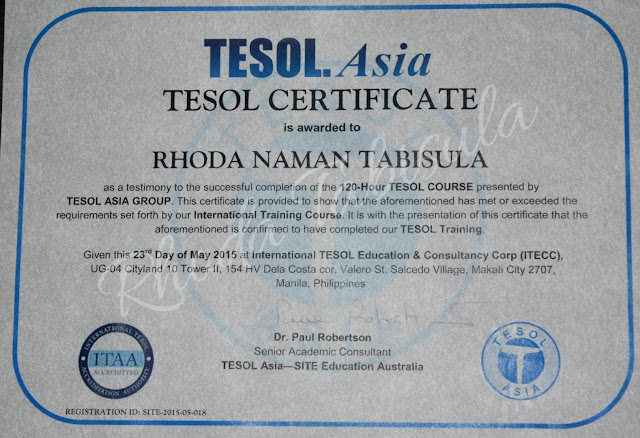 TESOL. Asia
TESOL CERTIFICATE
is awarded to
RHODA NAMAN TABISULA
as a testimony to the successful completion of the 120-Hour TESOL COURSE presented by
TESOL ASIA GROUP. This certificate is provided to show that the aforementioned has met or exceeded the
requirements set forth by our International Training Course. It is with the presentation of this certificate that the
aforementioned is confirmed to have completed our TESOL Training.
Given this 23rd Day of May 2015 at International TESOL Education & Consultancy Corp (ITECC),
UG-04 Cityland 10 Tower II, 154 HV Dela Costa cor. Valero St. Salcedo Village, Makati City 2707,
Manila, Philippines
Rhoda Tabisula
Dr. Paul Robertson
Senior Academic Consultant
TESOL Asia—SITE Education Australia
INTERNATIONAL TESOL
ITAA
ACCREDITED
ACCREDITATION AUTHORITY
TESOL
T
ASIA
REGISTRATION ID: SITE-2015-05-018